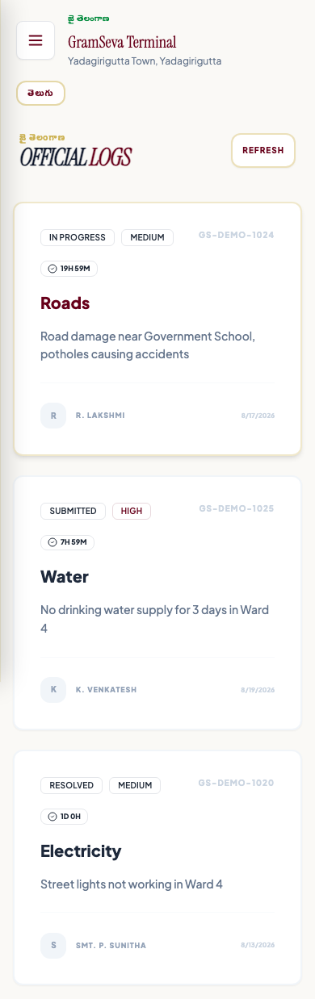 జై తెలంగాణ
GramSeva Terminal
Yadagirigutta Town, Yadagirigutta
తెలుగు
జై తెలంగాణ
OFFICIAL LOGS
REFRESH
IN PROGRESS
MEDIUM
GS-DEMO-1024
19H 59M
Roads
Road damage near Government School,
potholes causing accidents
R
R. LAKSHMI
8/17/2026
SUBMITTED
HIGH
GS-DEMO-1025
7H 59M
Water
No drinking water supply for 3 days in Ward
4
K
K. VENKATESH
8/19/2026
RESOLVED
MEDIUM
GS-DEMO-1020
1D 0H
Electricity
Street lights not working in Ward 4
S
SMT. P. SUNITHA
8/13/2026